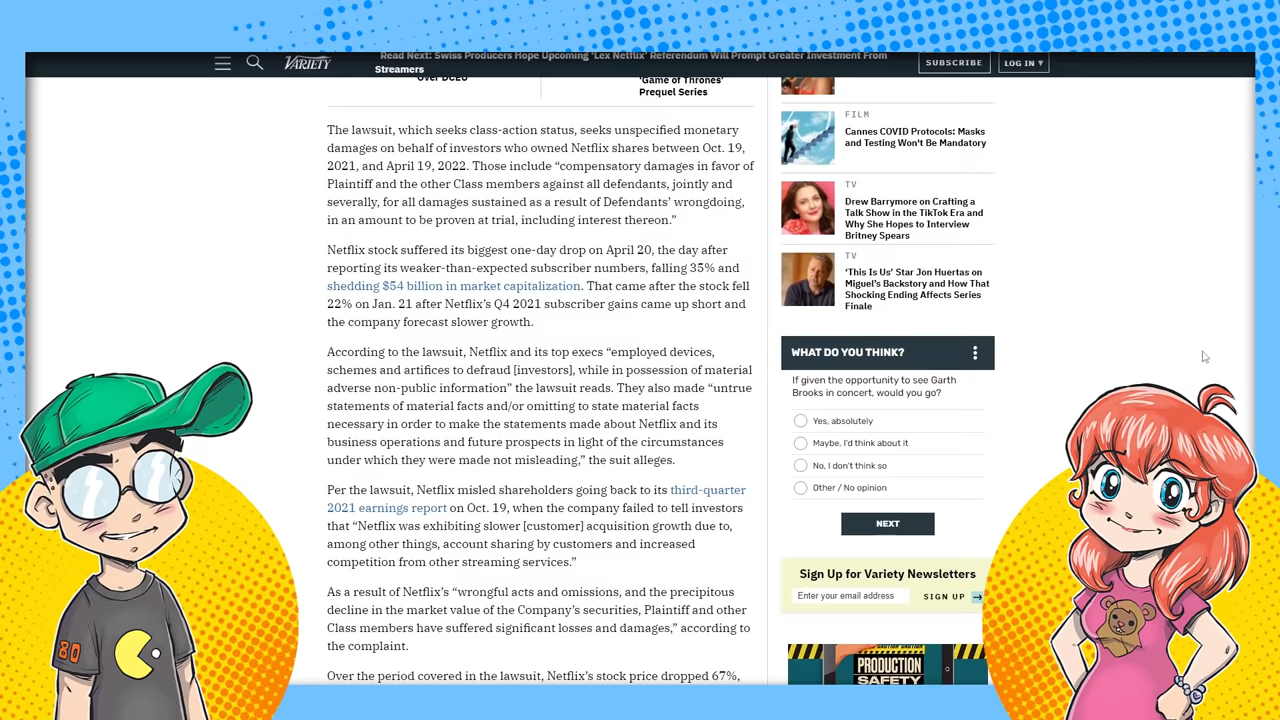 Read Next: Swiss Producers Hope Upcoming 'Lex Netflix' Referendum Will Prompt Greater Investment From
Streamers
VARIETY
SUBSCRIBE
LOG IN ▾
Over DCEU
'Game of Thrones'
Prequel Series
The lawsuit, which seeks class-action status, seeks unspecified monetary
damages on behalf of investors who owned Netflix shares between Oct. 19,
2021, and April 19, 2022. Those include “compensatory damages in favor of
Plaintiff and the other Class members against all defendants, jointly and
severally, for all damages sustained as a result of Defendants’ wrongdoing,
in an amount to be proven at trial, including interest thereon.”
Netflix stock suffered its biggest one-day drop on April 20, the day after
reporting its weaker-than-expected subscriber numbers, falling 35% and
shedding $54 billion in market capitalization. That came after the stock fell
22% on Jan. 21 after Netflix’s Q4 2021 subscriber gains came up short and
the company forecast slower growth.
According to the lawsuit, Netflix and its top execs “employed devices,
schemes and artifices to defraud [investors], while in possession of material
adverse non-public information” the lawsuit reads. They also made “untrue
statements of material facts and/or omitting to state material facts
necessary in order to make the statements made about Netflix and its
business operations and future prospects in light of the circumstances
under which they were made not misleading,” the suit alleges.
Per the lawsuit, Netflix misled shareholders going back to its third-quarter
2021 earnings report on Oct. 19, when the company failed to tell investors
that “Netflix was exhibiting slower [customer] acquisition growth due to,
among other things, account sharing by customers and increased
competition from other streaming services.”
As a result of Netflix’s “wrongful acts and omissions, and the precipitous
decline in the market value of the Company’s securities, Plaintiff and other
Class members have suffered significant losses and damages,” according to
the complaint.
Over the period covered in the lawsuit, Netflix’s stock price dropped 67%,
FILM
Cannes COVID Protocols: Masks
and Testing Won't Be Mandatory
TV
Drew Barrymore on Crafting a
Talk Show in the TikTok Era and
Why She Hopes to Interview
Britney Spears
TV
‘This Is Us’ Star Jon Huertas on
Miguel’s Backstory and How That
Shocking Ending Affects Series
Finale
WHAT DO YOU THINK?
If given the opportunity to see Garth
Brooks in concert, would you go?
Yes, absolutely
Maybe, I'd think about it
No, I don't think so
Other / No opinion
NEXT
Sign Up for Variety Newsletters
Enter your email address
SIGN UP
PRODUCTION
SAFETY
80